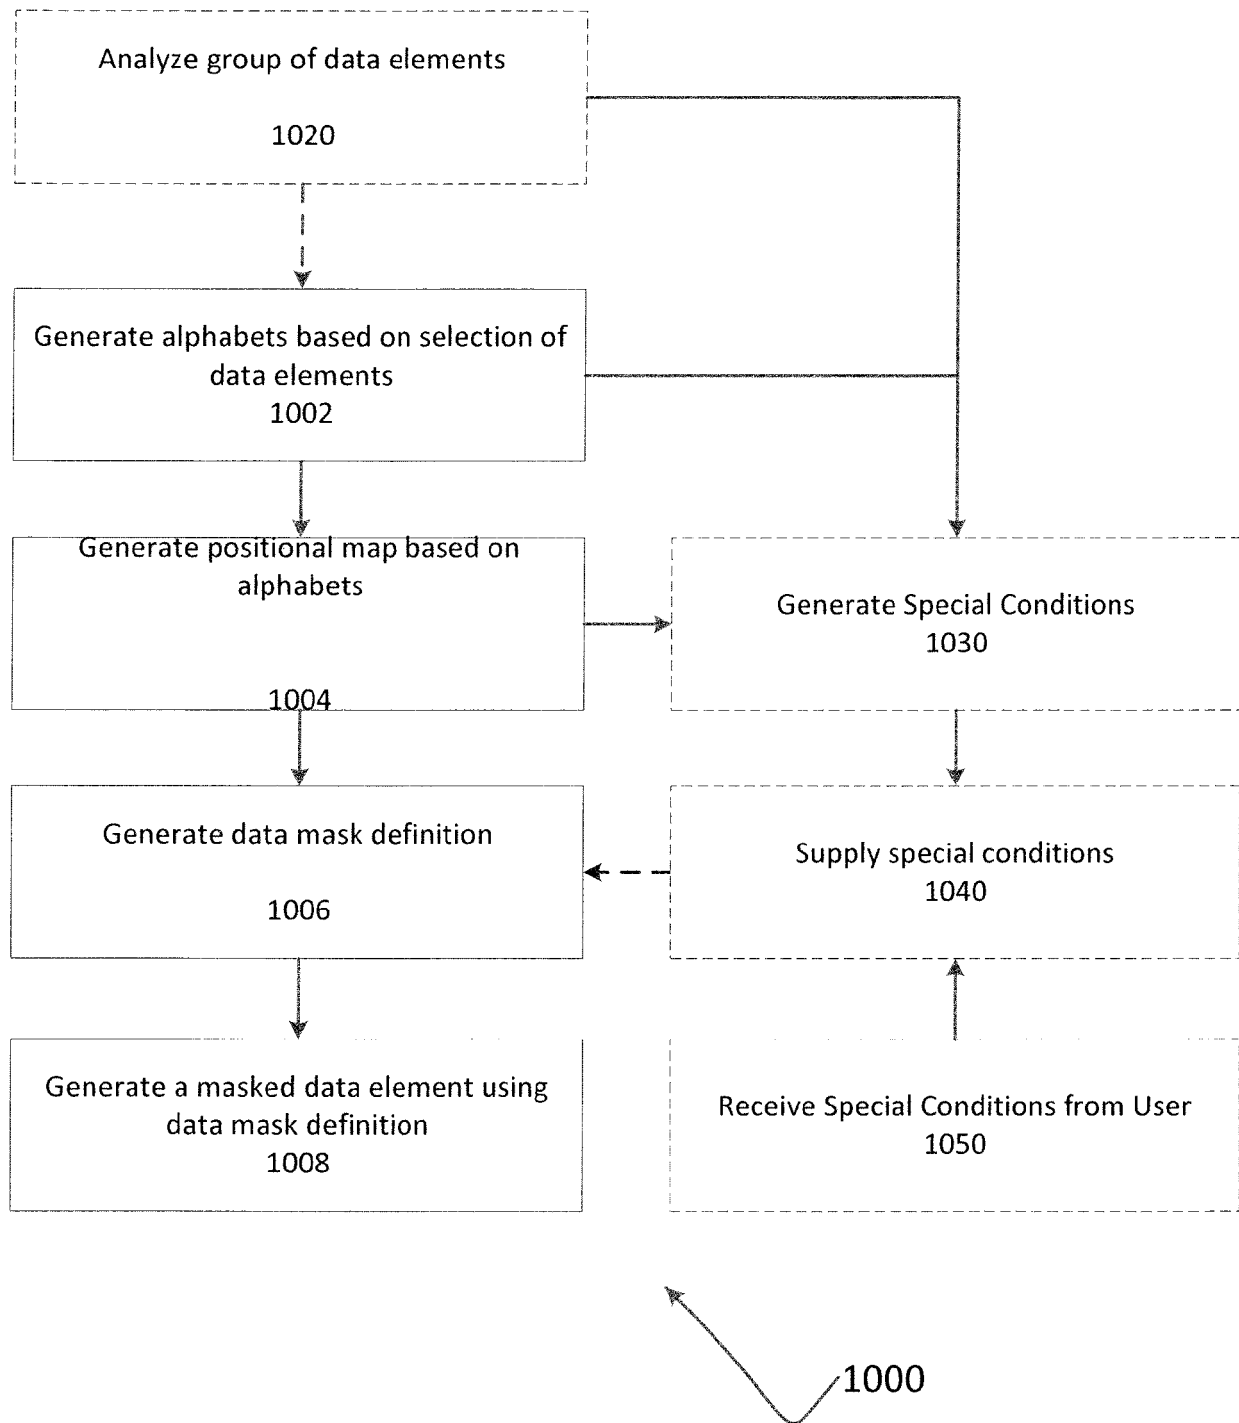 Analyze group of data elements
1020
Generate alphabets based on selection of
data elements
1002
Generate positional map based on
alphabets
1004
Generate Special Conditions
1030
Generate data mask definition
1006
Supply special conditions
1040
Generate a masked data element using
data mask definition
1008
Receive Special Conditions from User
1050
1000